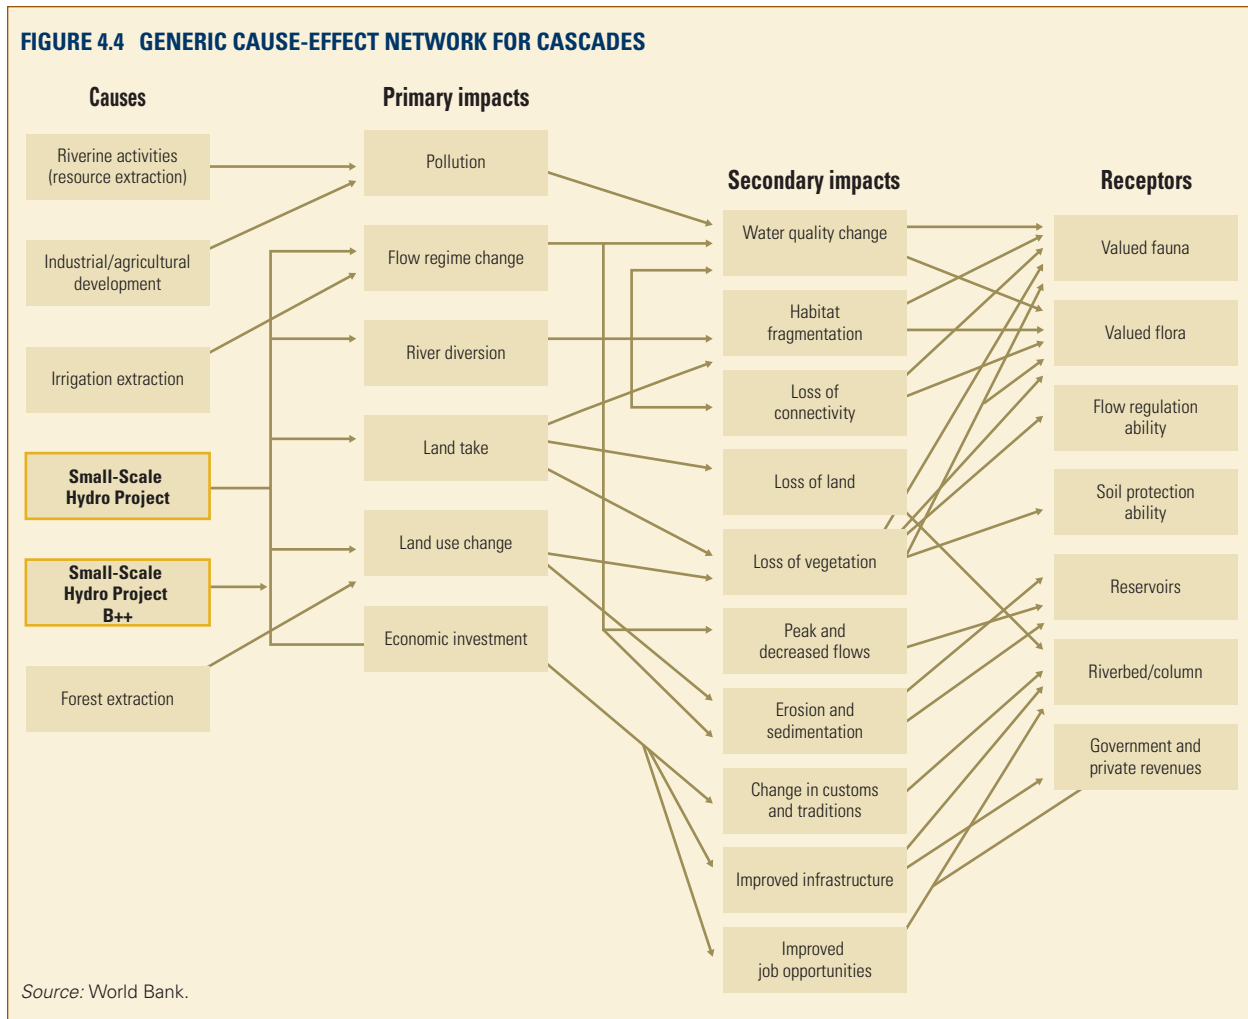 FIGURE 4.4 GENERIC CAUSE-EFFECT NETWORK FOR CASCADES
Causes
Riverine activities
(resource extraction)
Industrial/agricultural
development
Irrigation extraction
Small-Scale
Hydro Project
Small-Scale
Hydro Project
B++
Forest extraction
Primary impacts
Pollution
Flow regime change
River diversion
Land take
Land use change
Economic investment
Secondary impacts
Water quality change
Habitat
fragmentation
Loss of
connectivity
Loss of land
Loss of vegetation
Peak and
decreased flows
Erosion and
sedimentation
Change in customs
and traditions
Improved infrastructure
Improved
job opportunities
Receptors
Valued fauna
Valued flora
Flow regulation
ability
Soil protection
ability
Reservoirs
Riverbed/column
Government and
private revenues
Source: World Bank.